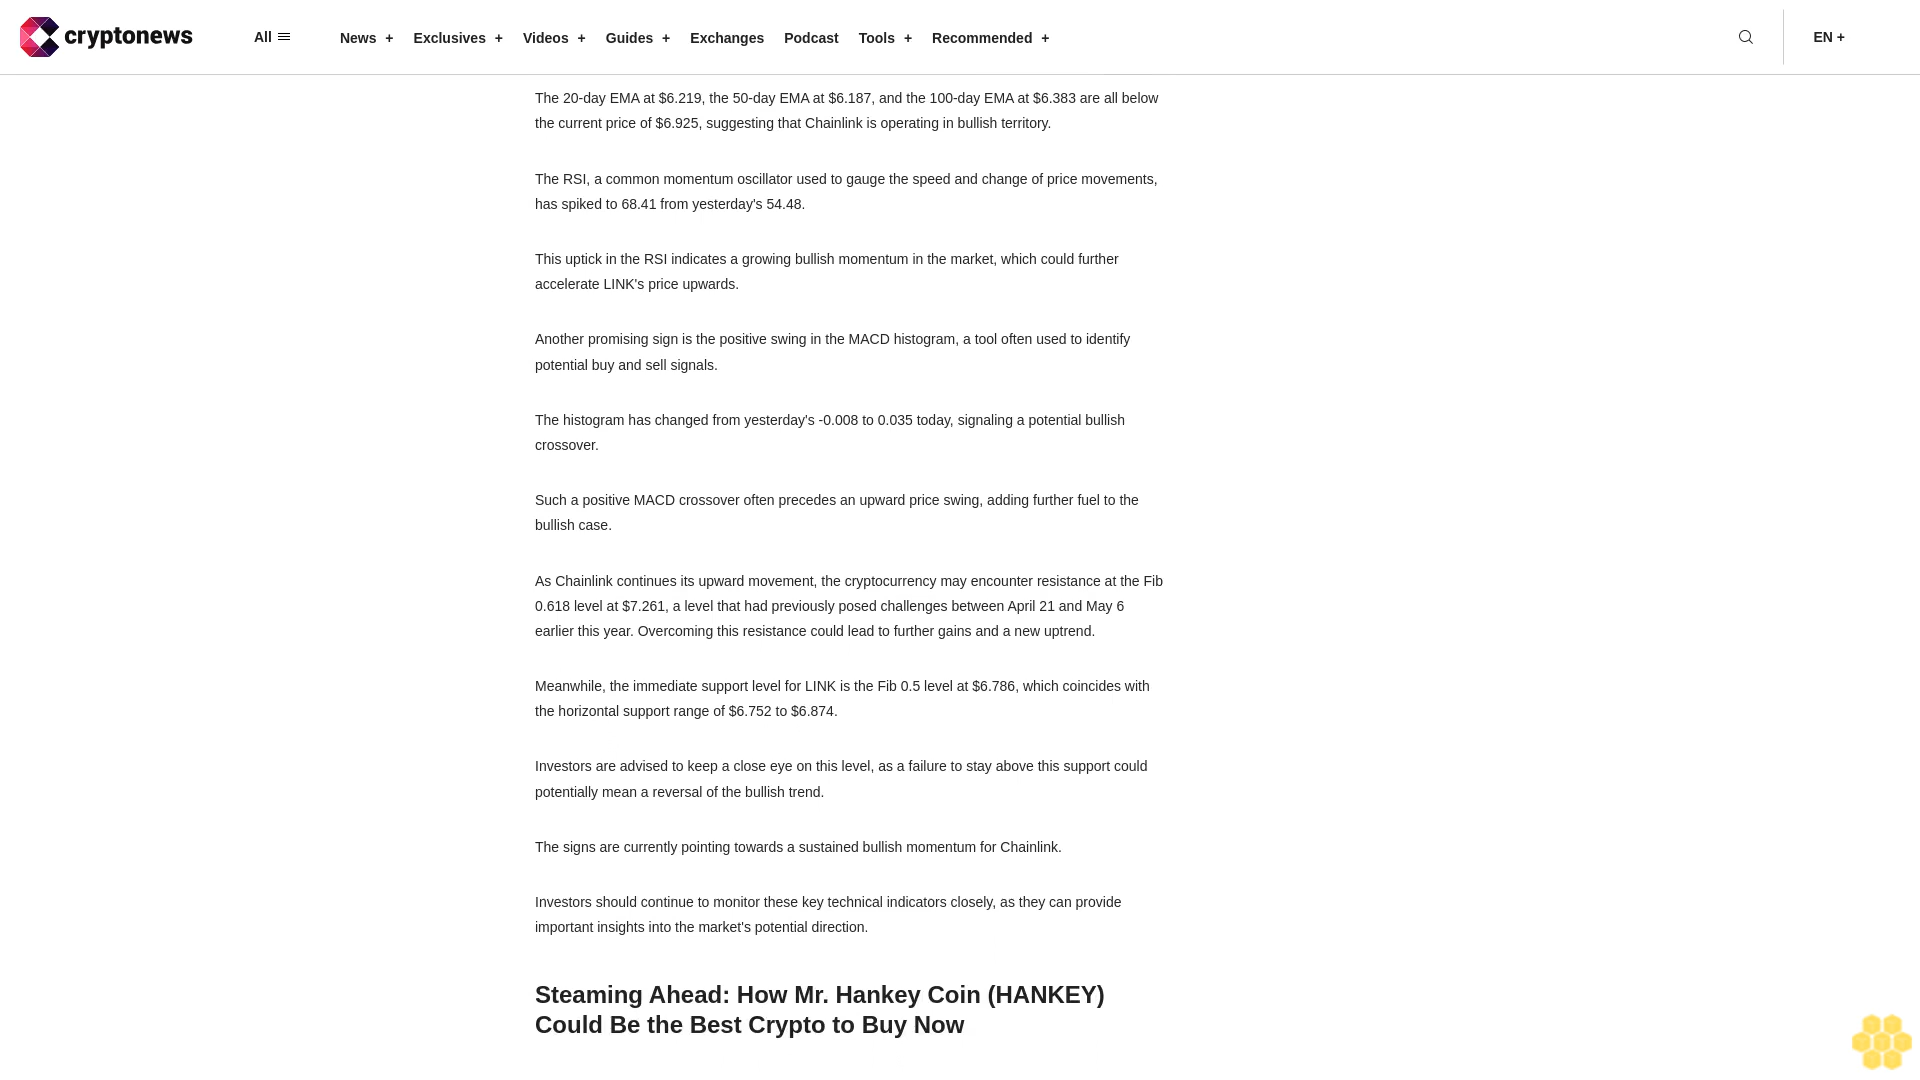 cryptonews
All
News + Exclusives + Videos + Guides + Exchanges Podcast Tools + Recommended +
EN +
The 20-day EMA at $6.219, the 50-day EMA at $6.187, and the 100-day EMA at $6.383 are all below
the current price of $6.925, suggesting that Chainlink is operating in bullish territory.
The RSI, a common momentum oscillator used to gauge the speed and change of price movements,
has spiked to 68.41 from yesterday's 54.48.
This uptick in the RSI indicates a growing bullish momentum in the market, which could further
accelerate LINK's price upwards.
Another promising sign is the positive swing in the MACD histogram, a tool often used to identify
potential buy and sell signals.
The histogram has changed from yesterday's -0.008 to 0.035 today, signaling a potential bullish
crossover.
Such a positive MACD crossover often precedes an upward price swing, adding further fuel to the
bullish case.
As Chainlink continues its upward movement, the cryptocurrency may encounter resistance at the Fib
0.618 level at $7.261, a level that had previously posed challenges between April 21 and May 6
earlier this year. Overcoming this resistance could lead to further gains and a new uptrend.
Meanwhile, the immediate support level for LINK is the Fib 0.5 level at $6.786, which coincides with
the horizontal support range of $6.752 to $6.874.
Investors are advised to keep a close eye on this level, as a failure to stay above this support could
potentially mean a reversal of the bullish trend.
The signs are currently pointing towards a sustained bullish momentum for Chainlink.
Investors should continue to monitor these key technical indicators closely, as they can provide
important insights into the market's potential direction.
Steaming Ahead: How Mr. Hankey Coin (HANKEY)
Could Be the Best Crypto to Buy Now